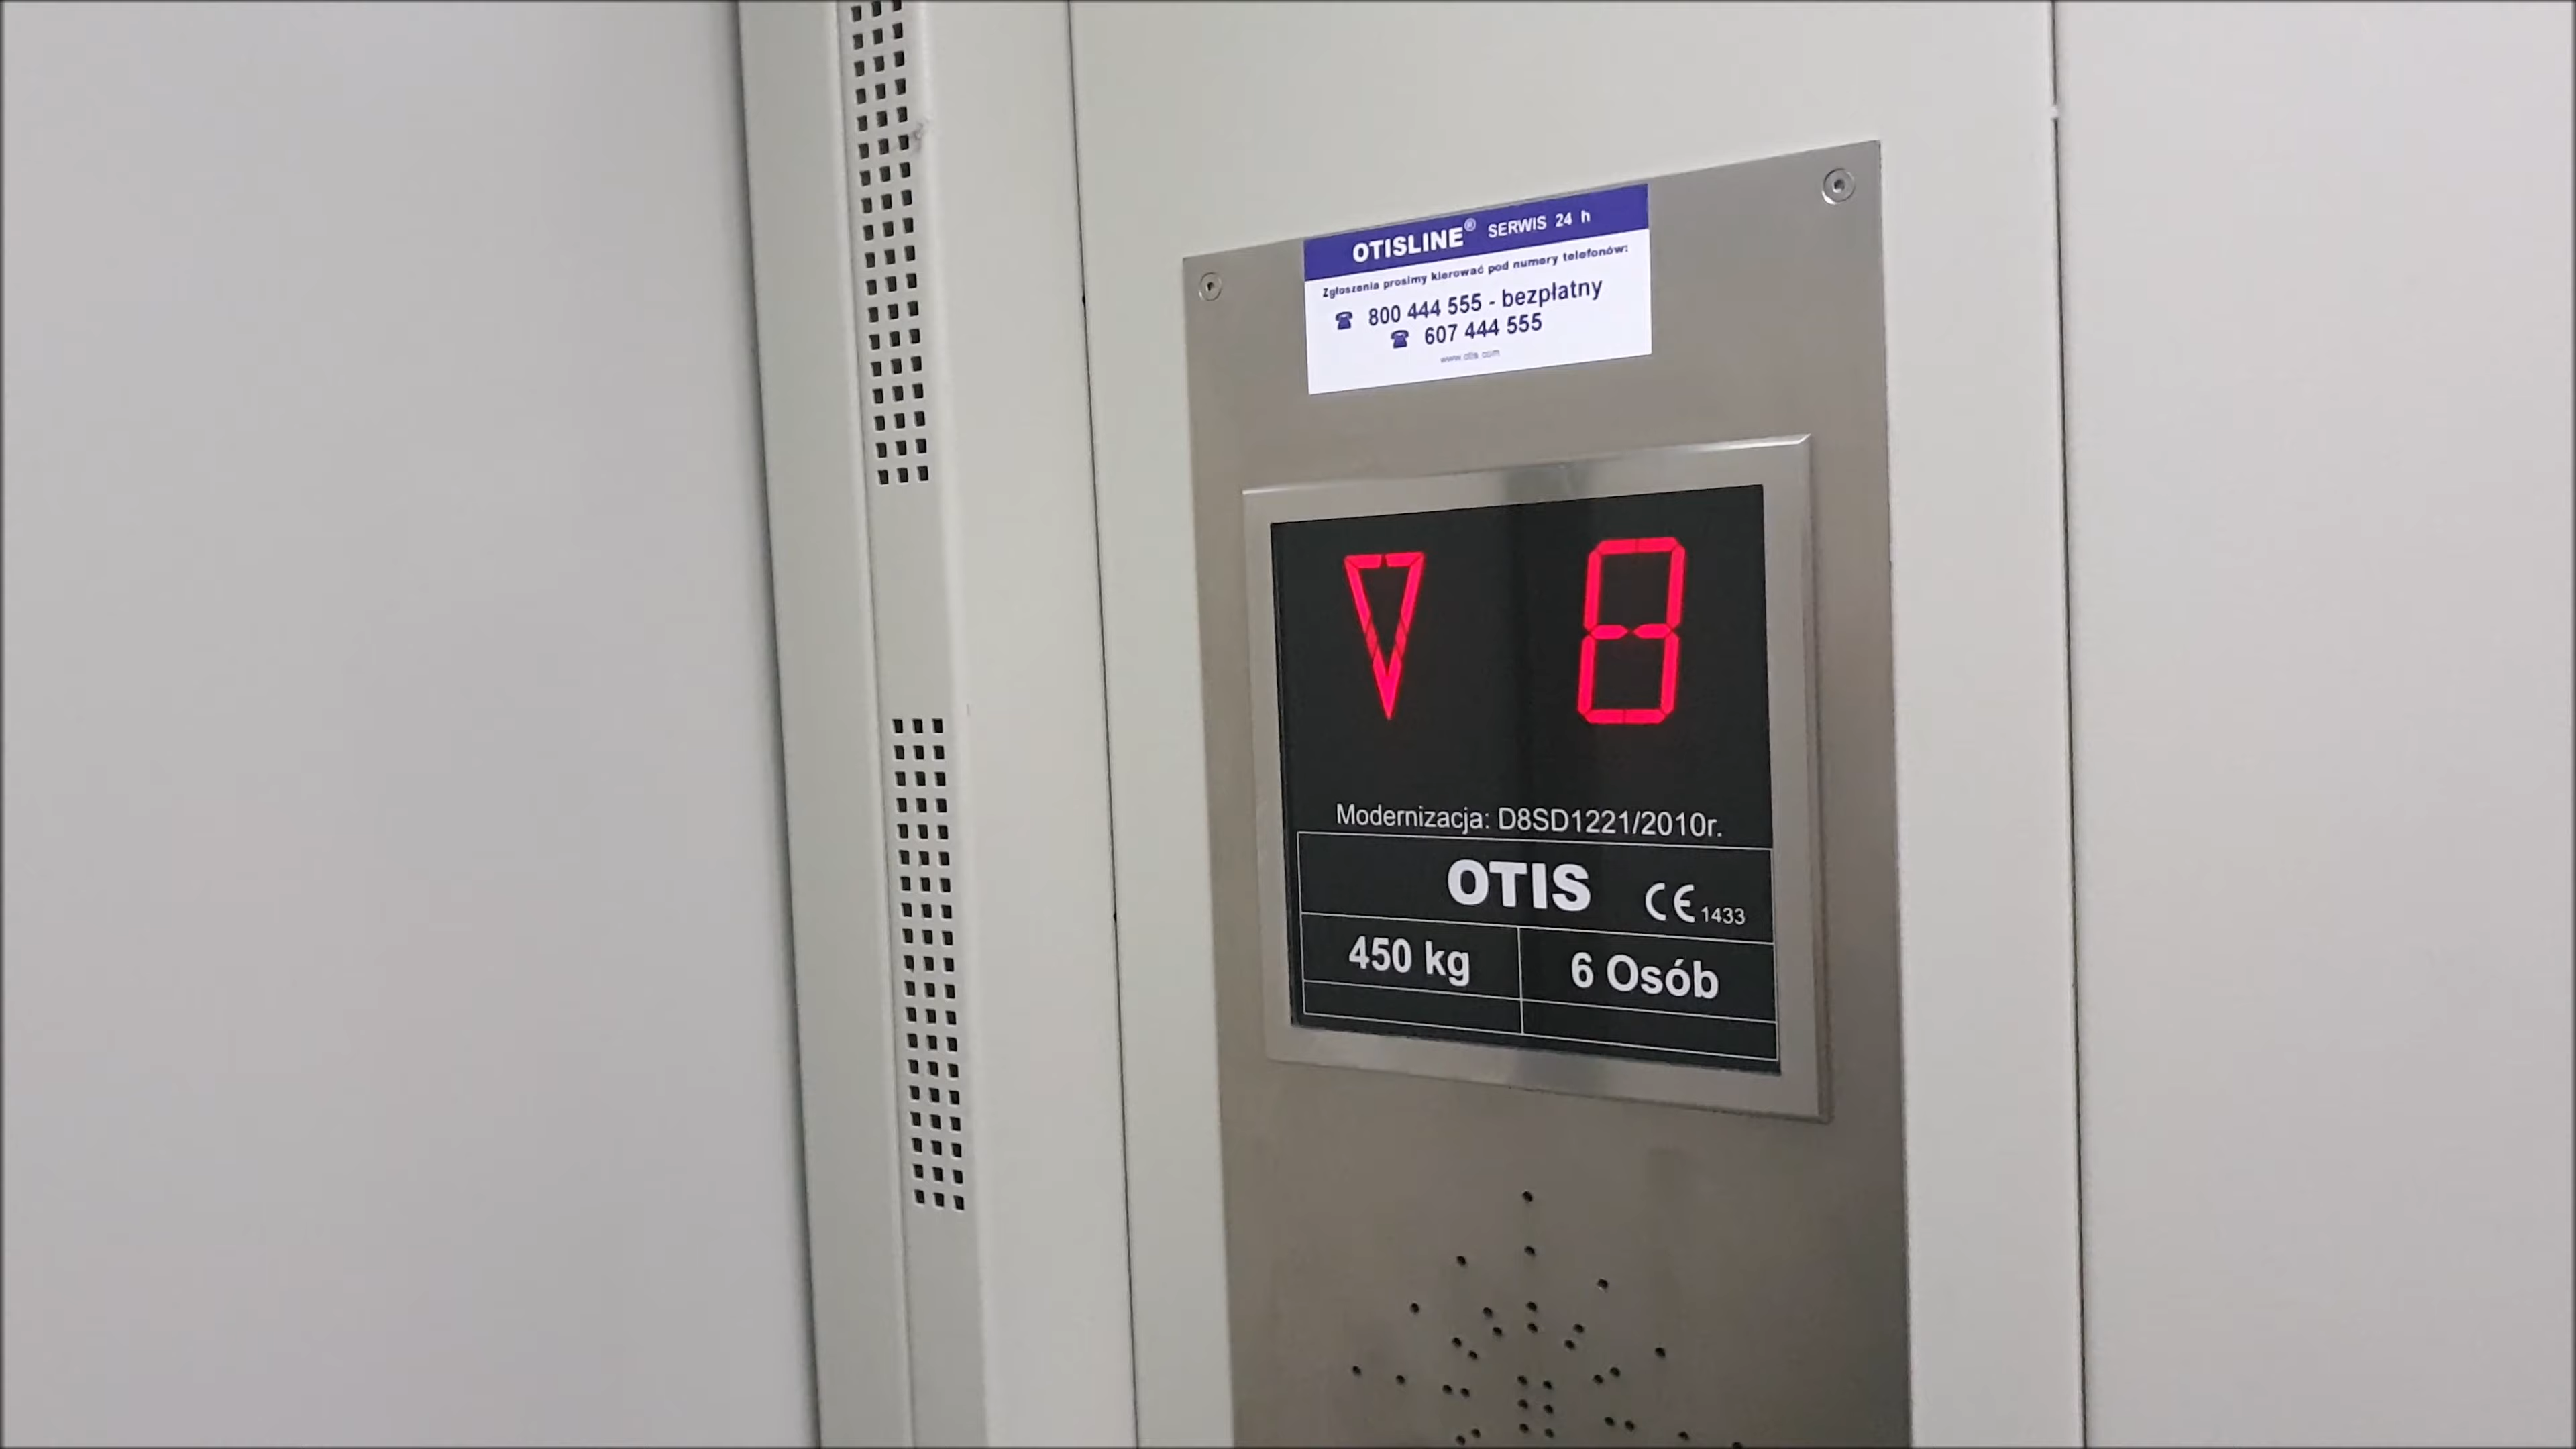 OTISLINE® SERWIS 24 h
Zgłoszenia prosimy kierować pod numery telefonów:
☎ 800 444 555 - bezpłatny
☎ 607 444 555
www.otis.com
8
Modernizacja: D8SD1221/2010r.
OTIS CE 1433
450 kg 6 Osób